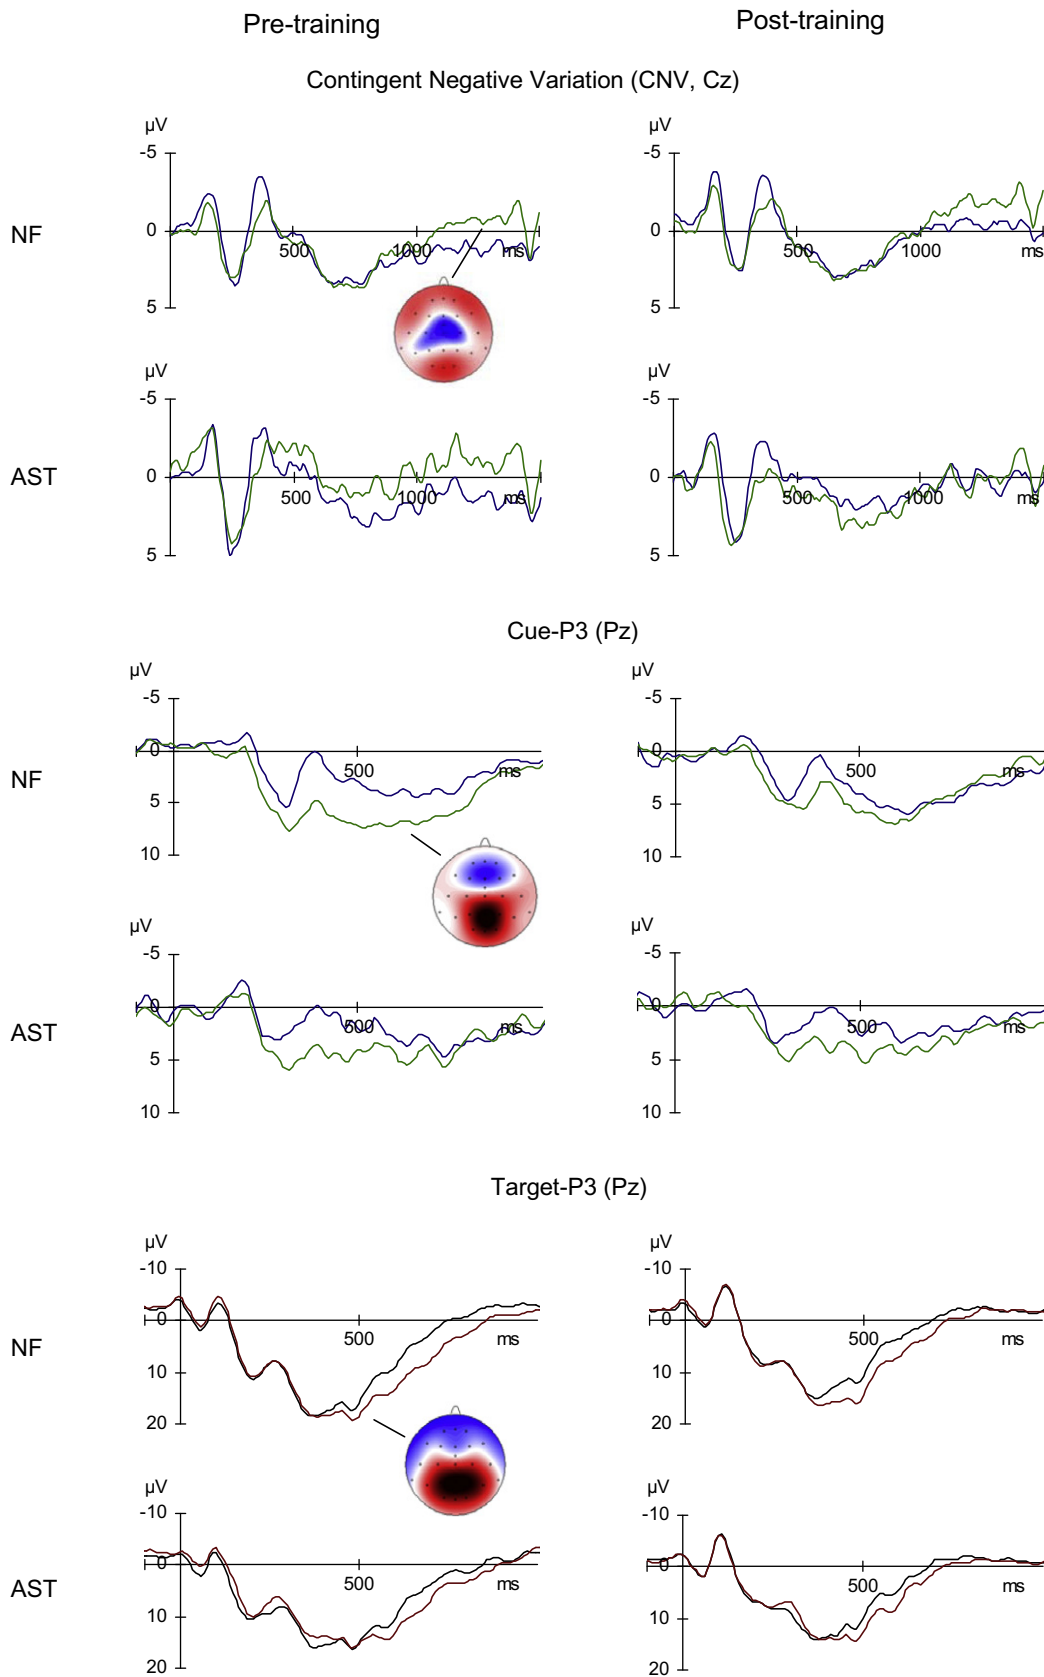 Pre-training Post-training
Contingent Negative Variation (CNV, Cz)
NF
µV
-5
0
5
500
1000
ms
µV
-5
0
5
500
1000
ms
AST
µV
-5
0
5
500
1000
ms
µV
-5
0
5
500
1000
ms
Cue-P3 (Pz)
NF
µV
-5
0
5
10
500
ms
µV
-5
0
5
10
500
ms
AST
µV
-5
0
5
10
500
ms
µV
-5
0
5
10
500
ms
Target-P3 (Pz)
NF
µV
-10
0
10
20
500
ms
µV
-10
0
10
20
500
ms
AST
µV
-10
0
10
20
500
ms
µV
-10
0
10
20
500
ms